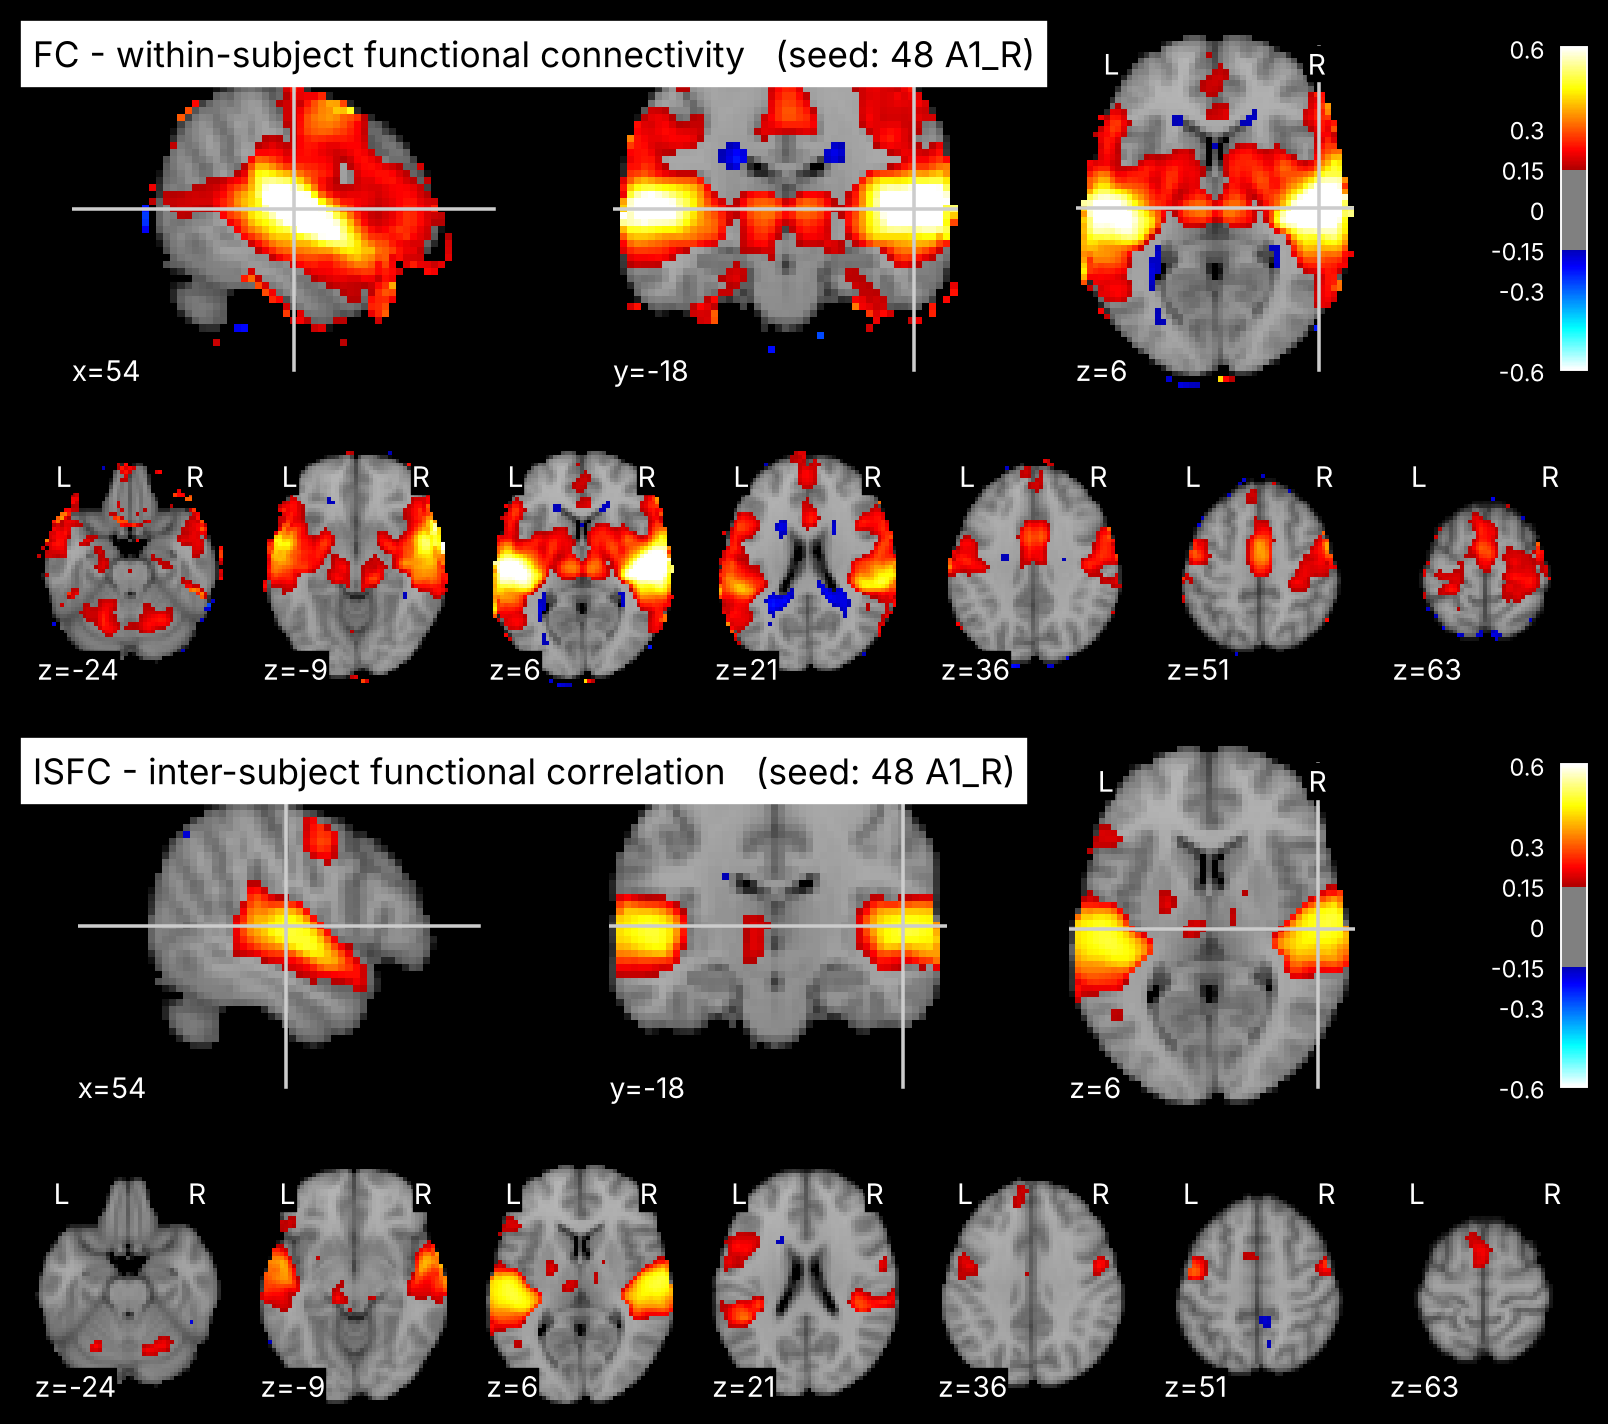 FC - within-subject functional connectivity (seed: 48 A1_R)
L R
0.6
0.3
0.15
0
-0.15
-0.3
-0.6
x=54 y=-18 z=6
L R L R L R L R L R L R L R
z=-24 z=-9 z=6 z=21 z=36 z=51 z=63
ISFC - inter-subject functional correlation (seed: 48 A1_R)
L R
0.6
0.3
0.15
0
-0.15
-0.3
-0.6
x=54 y=-18 z=6
L R L R L R L R L R L R L R
z=-24 z=-9 z=6 z=21 z=36 z=51 z=63